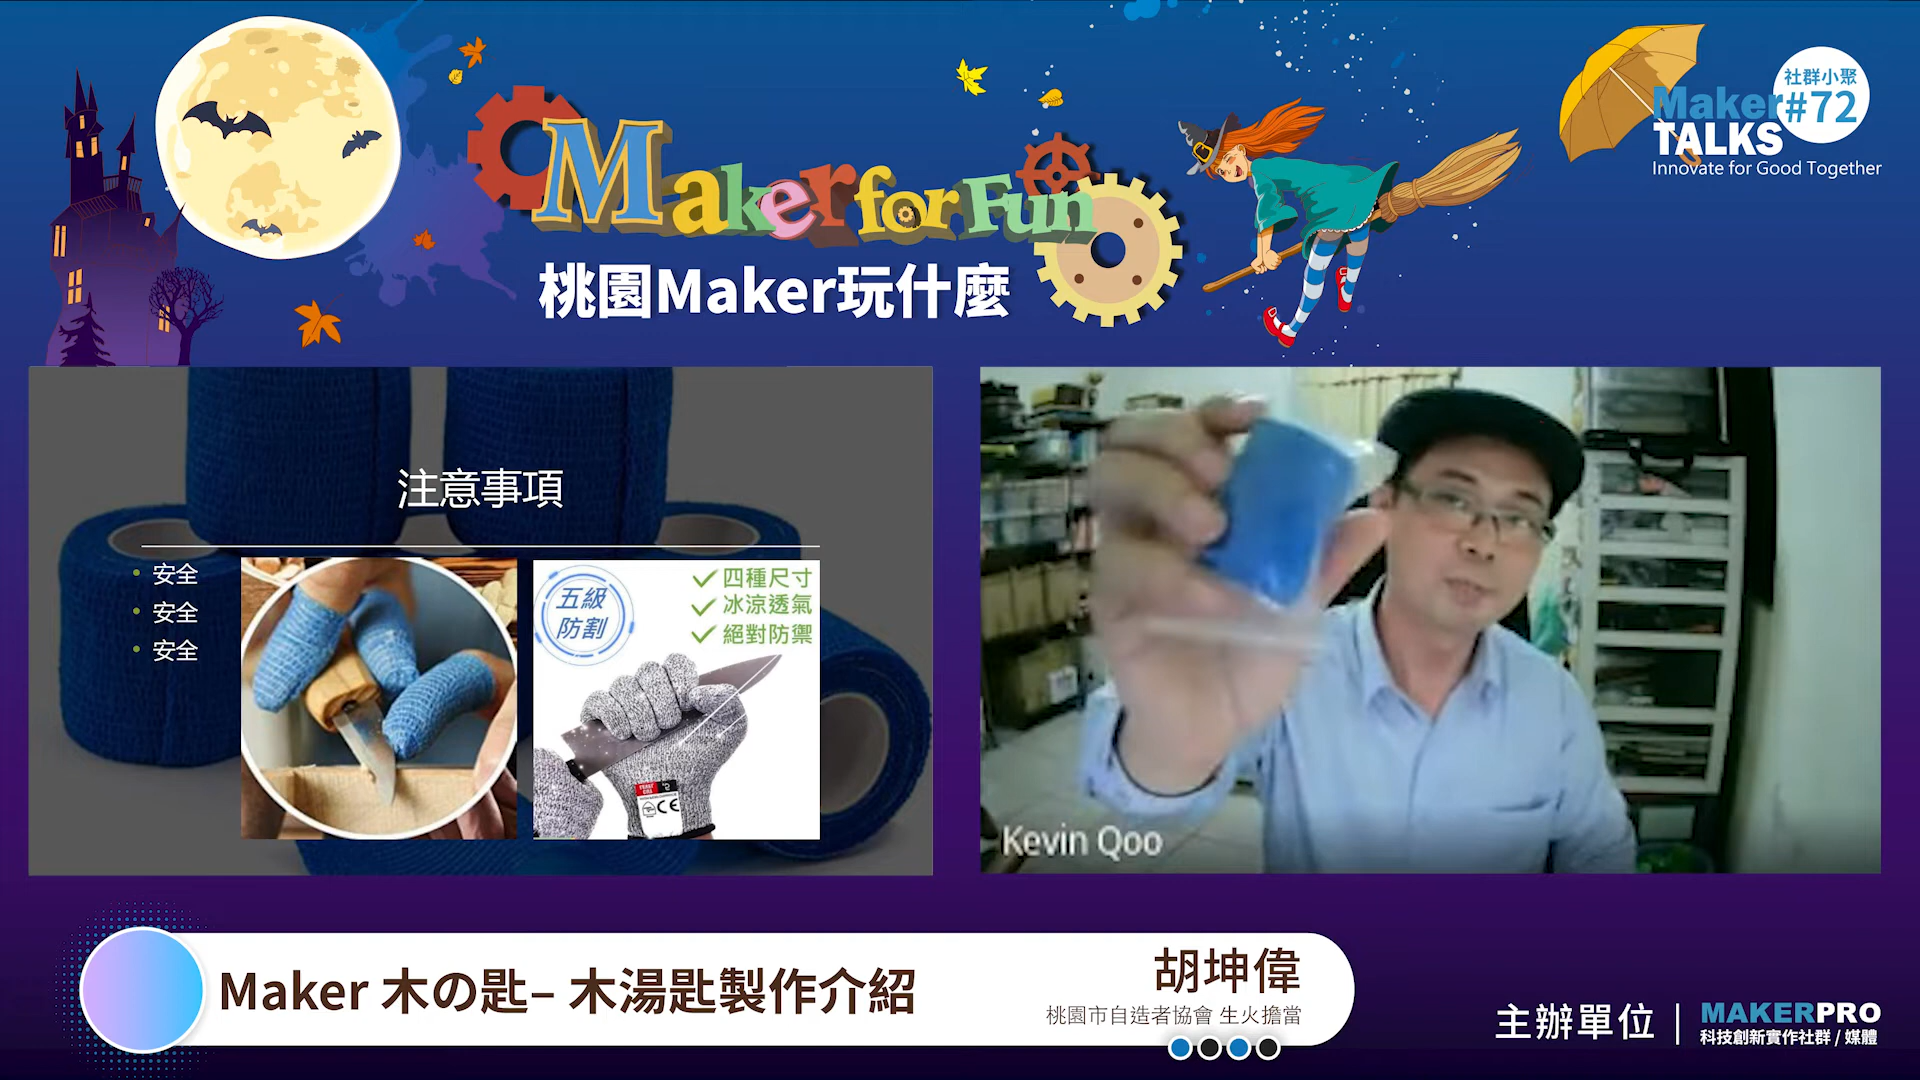 Maker for Fun
桃園Maker玩什麼
社群小聚
#72
Maker
TALKS
Innovate for Good Together
注意事項
安全
安全
安全
五級
防割
四種尺寸
冰涼透氣
絕對防禦
CE
Kevin Qoo
Maker 木の匙– 木湯匙製作介紹
胡坤偉
桃園市自造者協會 生火擔當
主辦單位 |
MAKERPRO
科技創新實作社群 / 媒體